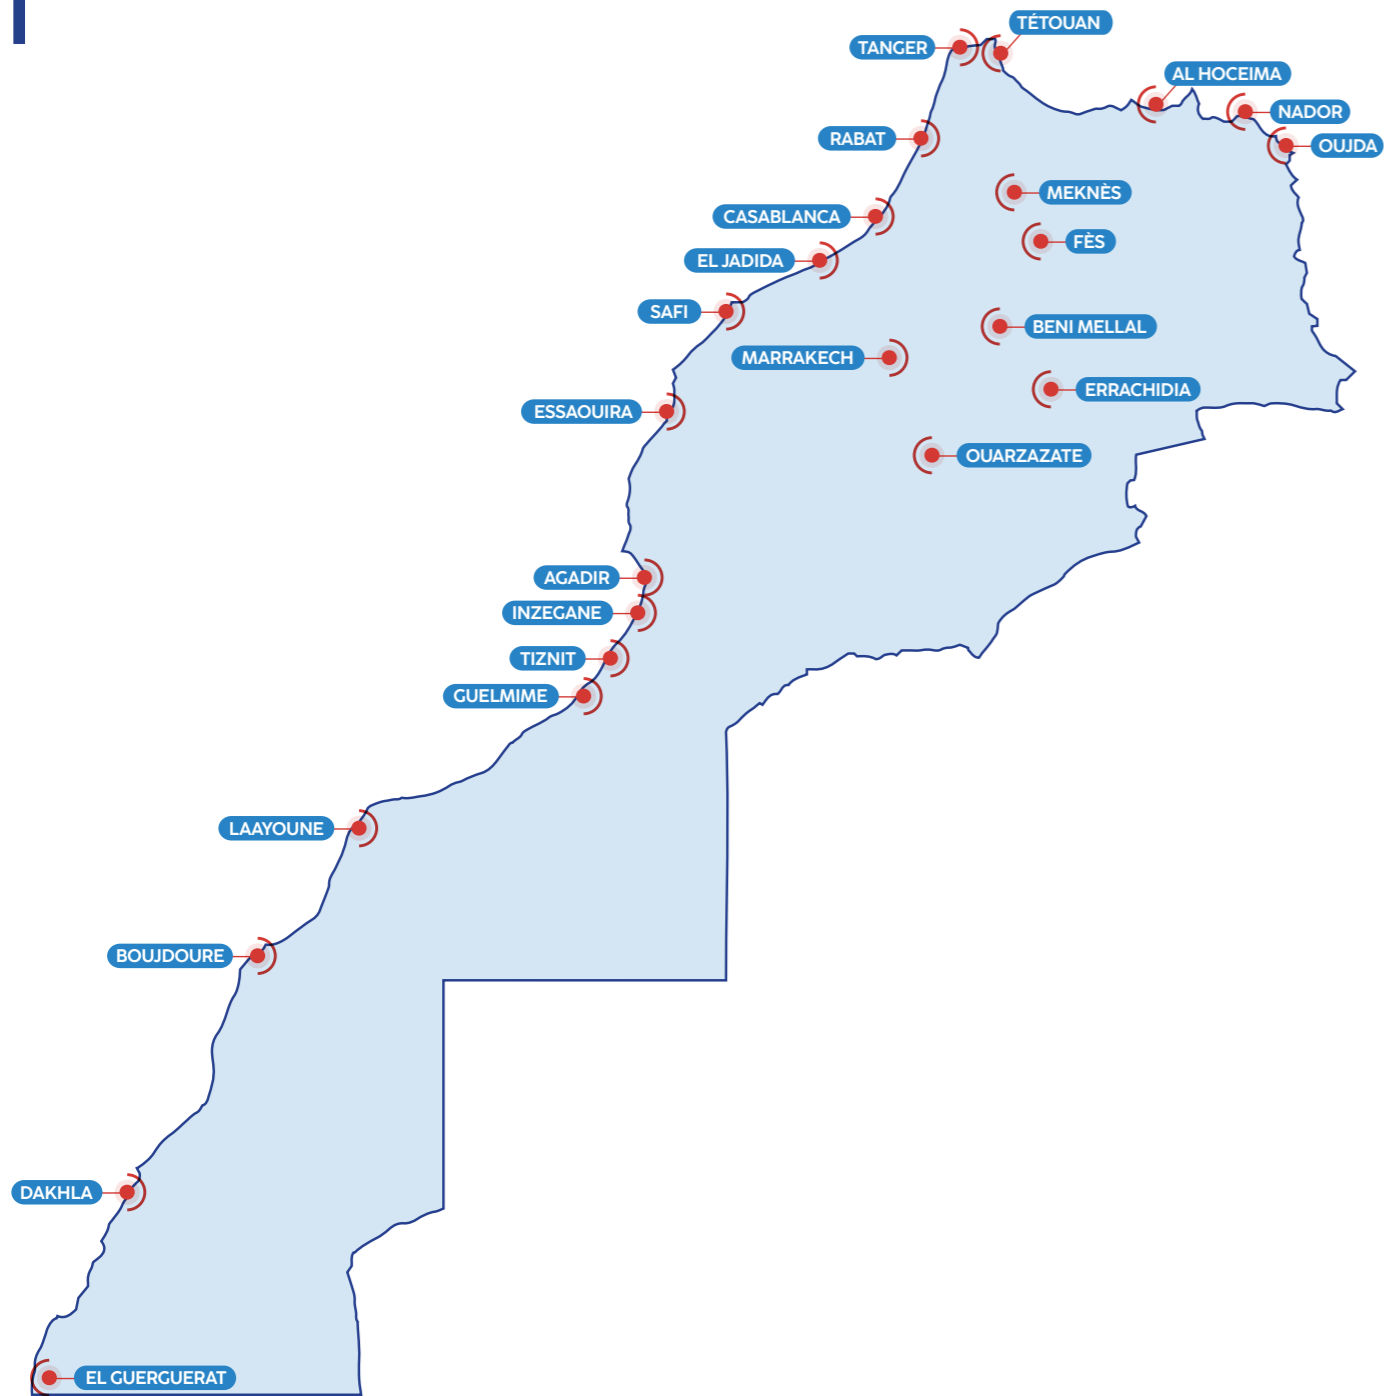 TÉTOUAN
TANGER
AL HOCEIMA
NADOR
RABAT
OUJDA
MEKNÈS
CASABLANCA
FÈS
EL JADIDA
SAFI
BENI MELLAL
MARRAKECH
ERRACHIDIA
ESSAOUIRA
OUARZAZATE
AGADIR
INZEGANE
TIZNIT
GUELMIME
LAAYOUNE
BOUJDOURE
DAKHLA
EL GUERGUERAT